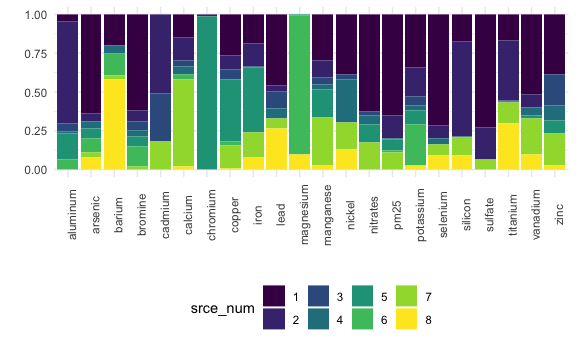 1.00
0.75
0.50
0.25
0.00
aluminum arsenic barium bromine cadmium calcium chromium copper iron lead magnesium manganese nickel nitrates pm25 potassium selenium silicon sulfate titanium vanadium zinc
srce_num
1 3 5 7
2 4 6 8